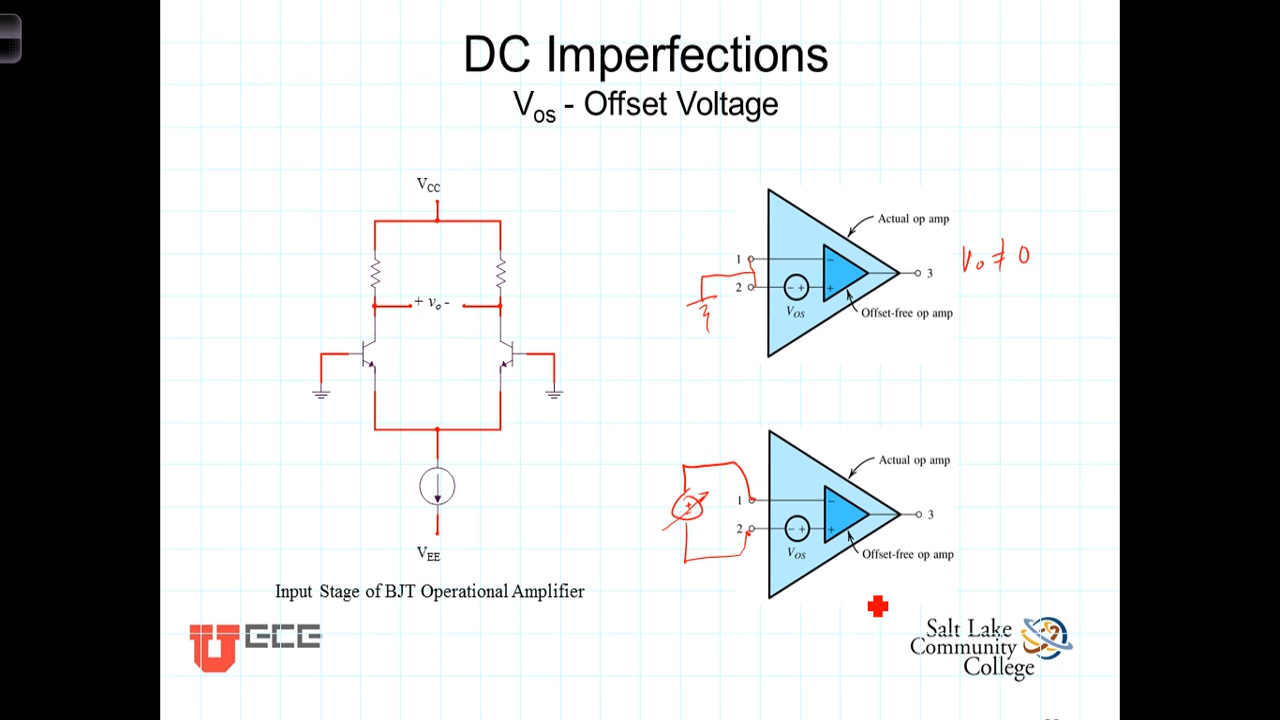 DC Imperfections
Vos - Offset Voltage
VCC
+ vo -
VEE
Input Stage of BJT Operational Amplifier
Actual op amp
1
2
- +
VOS
-
+
3
Offset-free op amp
Vo ≠ 0
Actual op amp
1
2
+
- +
VOS
-
+
3
Offset-free op amp
U ECE
Salt Lake
Community
College